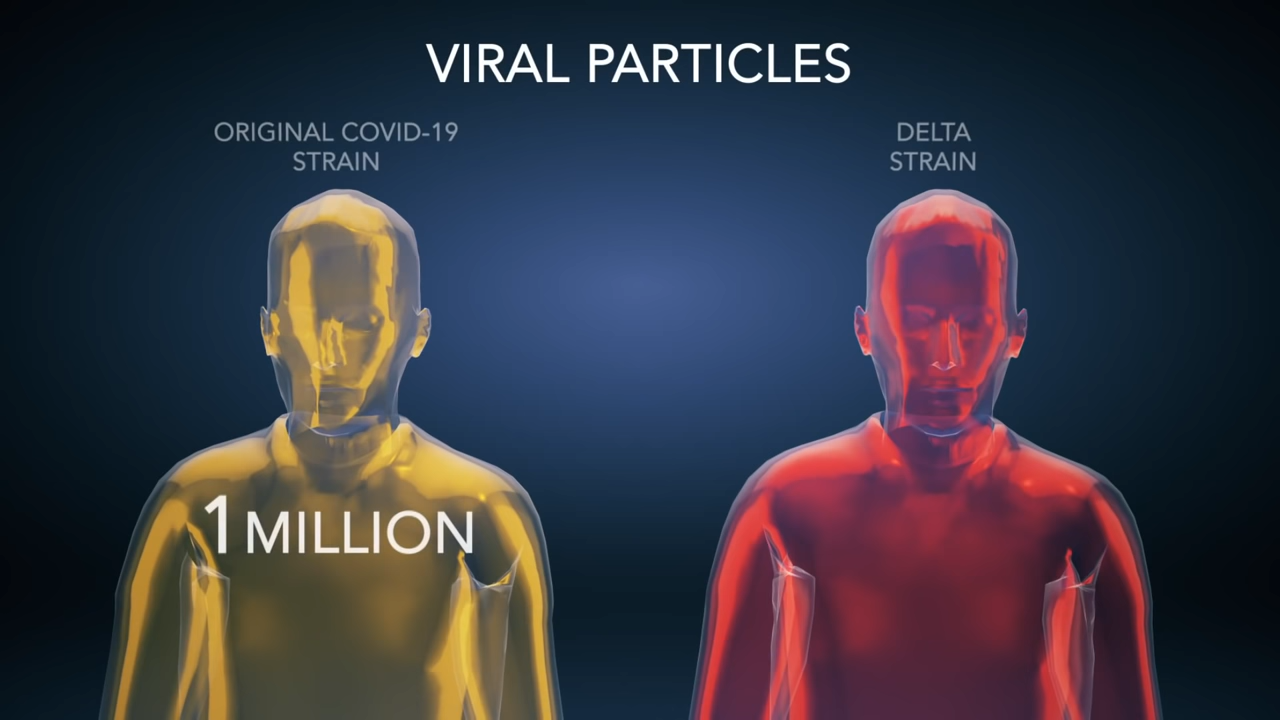 VIRAL PARTICLES
ORIGINAL COVID-19
STRAIN
DELTA
STRAIN
1 MILLION